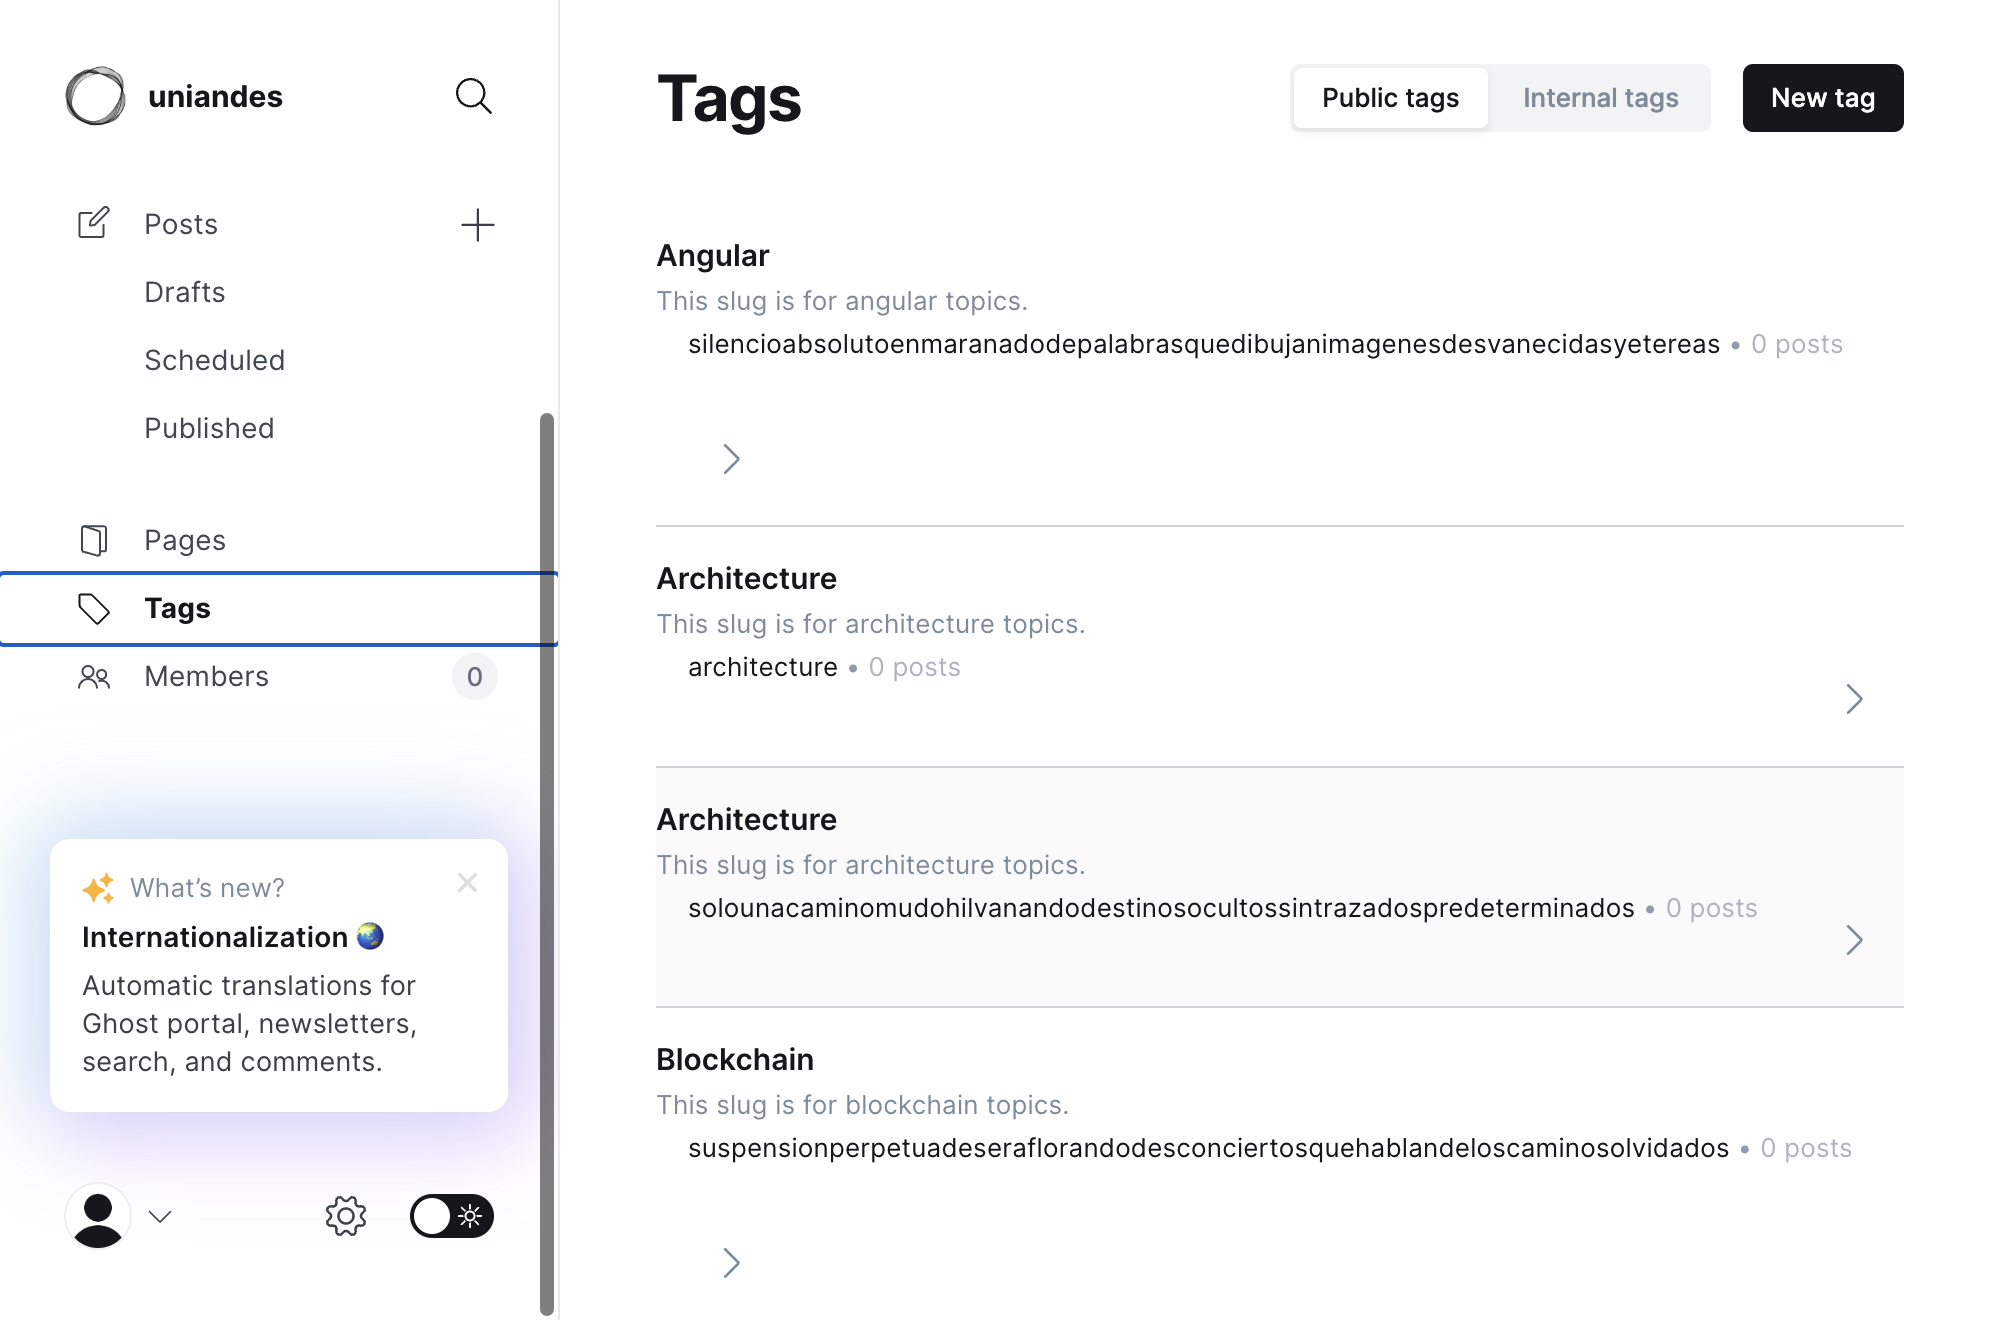 uniandes
Posts
Drafts
Scheduled
Published
Pages
Tags
Members
0
What’s new?
Internationalization
Automatic translations for
Ghost portal, newsletters,
search, and comments.
Tags
Public tags
Internal tags
New tag
Angular
This slug is for angular topics.
silencioabsolutoenmaranadodepalabrasquedibujanimagenesdesvanecidasyetereas • 0 posts
Architecture
This slug is for architecture topics.
architecture • 0 posts
Architecture
This slug is for architecture topics.
solounacaminomudohilvanandodestinosocultossintrazadospredeterminados • 0 posts
Blockchain
This slug is for blockchain topics.
suspensionperpetuadeseraflorandodesconciertosquehablandeloscaminosolvidados • 0 posts